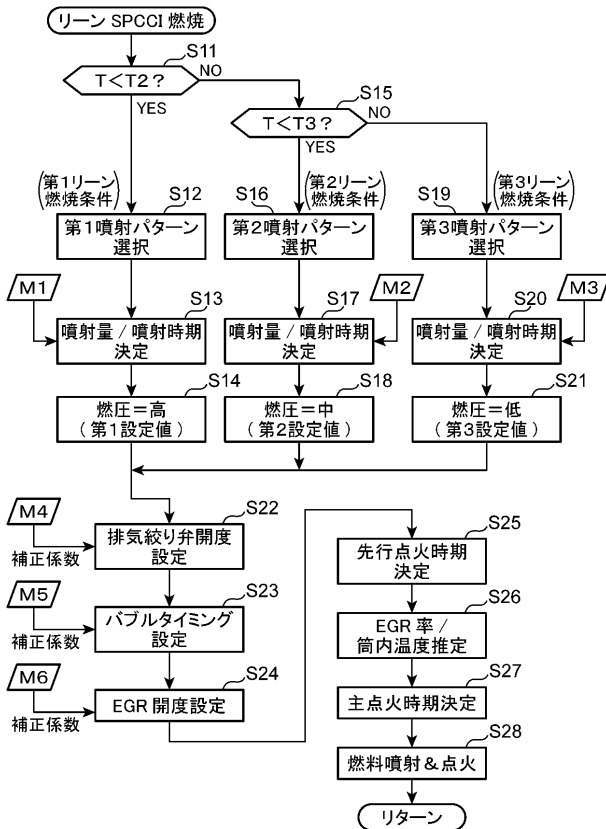 リーン SPCCI 燃焼
S11
T<T2?
NO
YES
S15
T<T3?
NO
YES
(第1リーン
燃焼条件)
S12
第1噴射パターン
選択
S16
(第2リーン
燃焼条件)
第2噴射パターン
選択
S19
(第3リーン
燃焼条件)
第3噴射パターン
選択
M1
S13
噴射量/噴射時期
決定
S17
M2
噴射量/噴射時期
決定
S20
M3
噴射量/噴射時期
決定
S14
燃圧=高
(第1設定値)
S18
燃圧=中
(第2設定値)
S21
燃圧=低
(第3設定値)
M4
補正係数
S22
排気絞り弁開度
設定
M5
補正係数
S23
バブルタイミング
設定
M6
補正係数
S24
EGR 開度設定
S25
先行点火時期
決定
S26
EGR 率/
筒内温度推定
S27
主点火時期決定
S28
燃料噴射&点火
リターン